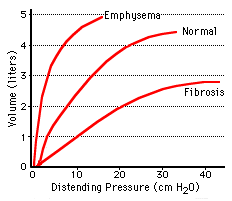 5
Emphysema
Normal
4
3
Fibrosis
2
1
0
Volume (liters)
0 10 20 30 40
Distending Pressure (cm H₂O)